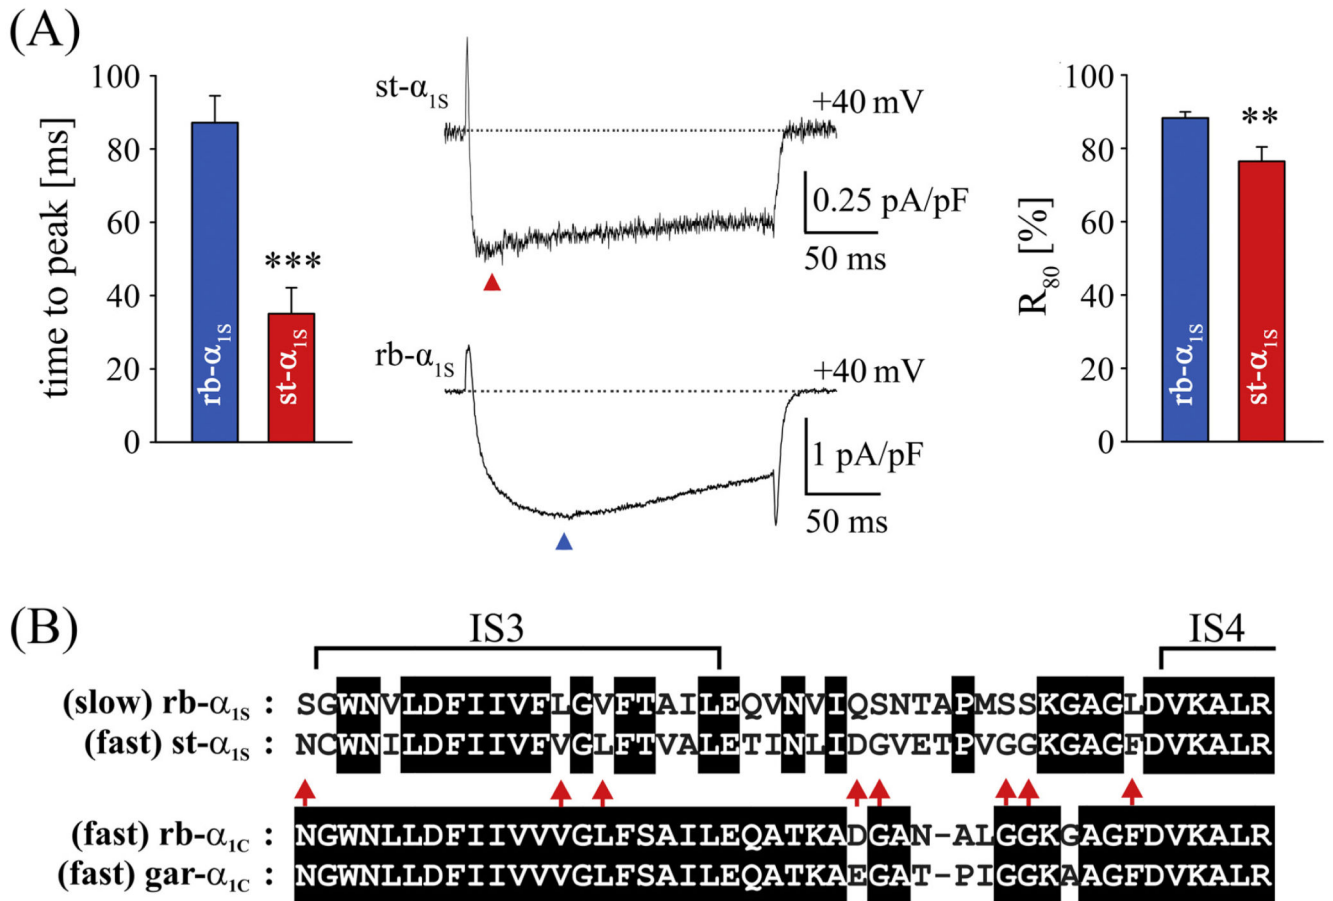 (A)
time to peak [ms]
100
80
60
40
20
0
rb-α1S
st-α1S
***
st-α1S
+40 mV
0.25 pA/pF
50 ms
rb-α1S
+40 mV
1 pA/pF
50 ms
R80 [%]
100
80
60
40
20
0
rb-α1S
st-α1S
**
(B)
IS3 IS4
(slow) rb-α1S : SGWNVLDFIIVFLGVFTAILEQVNVIQSNTAPMSSKGAGLDVKALR
(fast) st-α1S : NCWNILDFIIVFVGLFTVALETINLIDGVETPVGGKGAGFDVKALR
(fast) rb-α1C : NGWNLLDFIIVVVGLFSAILEQATKADGAN-ALGGKGAGFDVKALR
(fast) gar-α1C : NGWNLLDFIIVVVGLFSAILEQATKAEGAT-PIGGKAAGFDVKALR